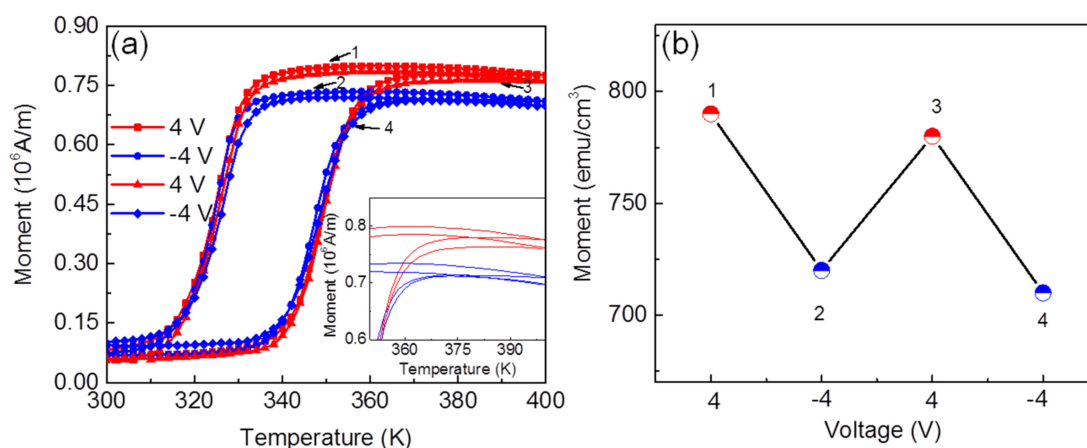 (a)
0.90
0.75
0.60
0.45
0.30
0.15
0.00
Moment (10⁶A/m)
1
2
3
4
4 V
-4 V
4 V
-4 V
0.8
0.7
0.6
Moment (10⁶A/m)
360 375 390
Temperature (K)
300 320 340 360 380 400
Temperature (K)
(b)
800
750
700
Moment (emu/cm³)
1
3
2
4
4 -4 4 -4
Voltage (V)